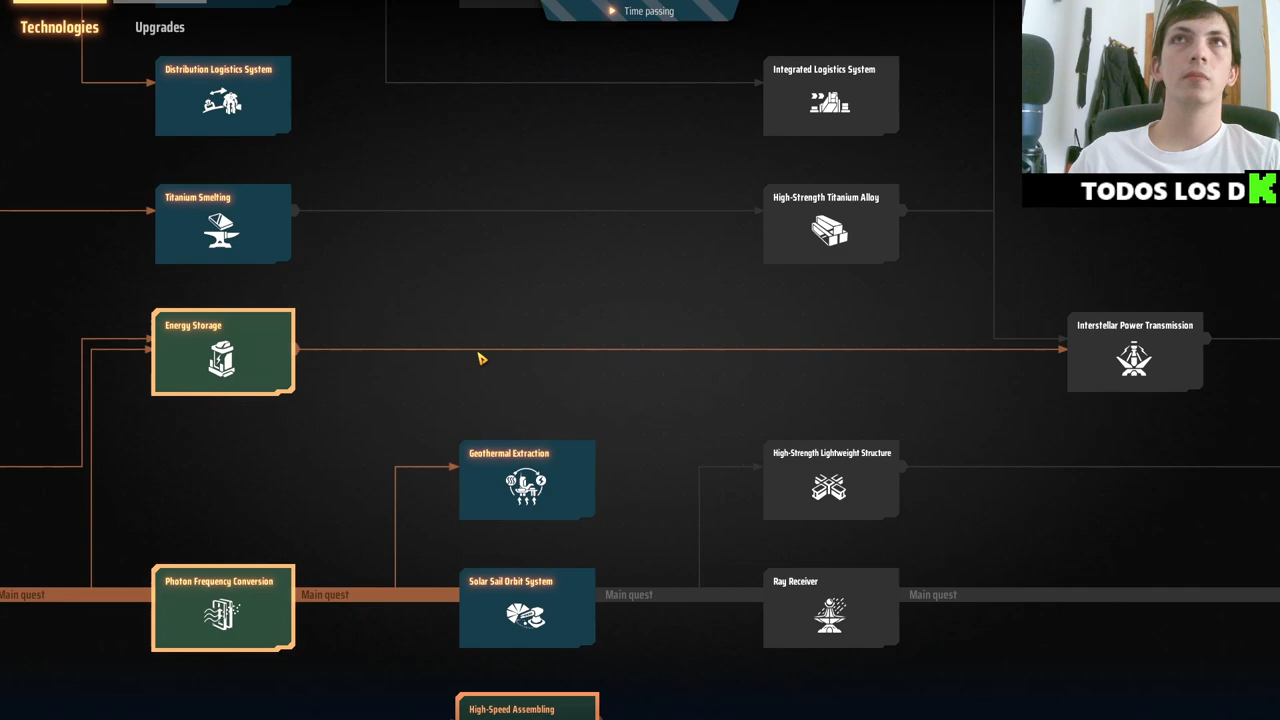 Time passing
Technologies
Upgrades
Distribution Logistics System
Integrated Logistics System
TODOS LOS D
Titanium Smelting
High-Strength Titanium Alloy
Energy Storage
Interstellar Power Transmission
Geothermal Extraction
High-Strength Lightweight Structure
Photon Frequency Conversion
Solar Sail Orbit System
Ray Receiver
Main quest
Main quest
Main quest
Main quest
High-Speed Assembling